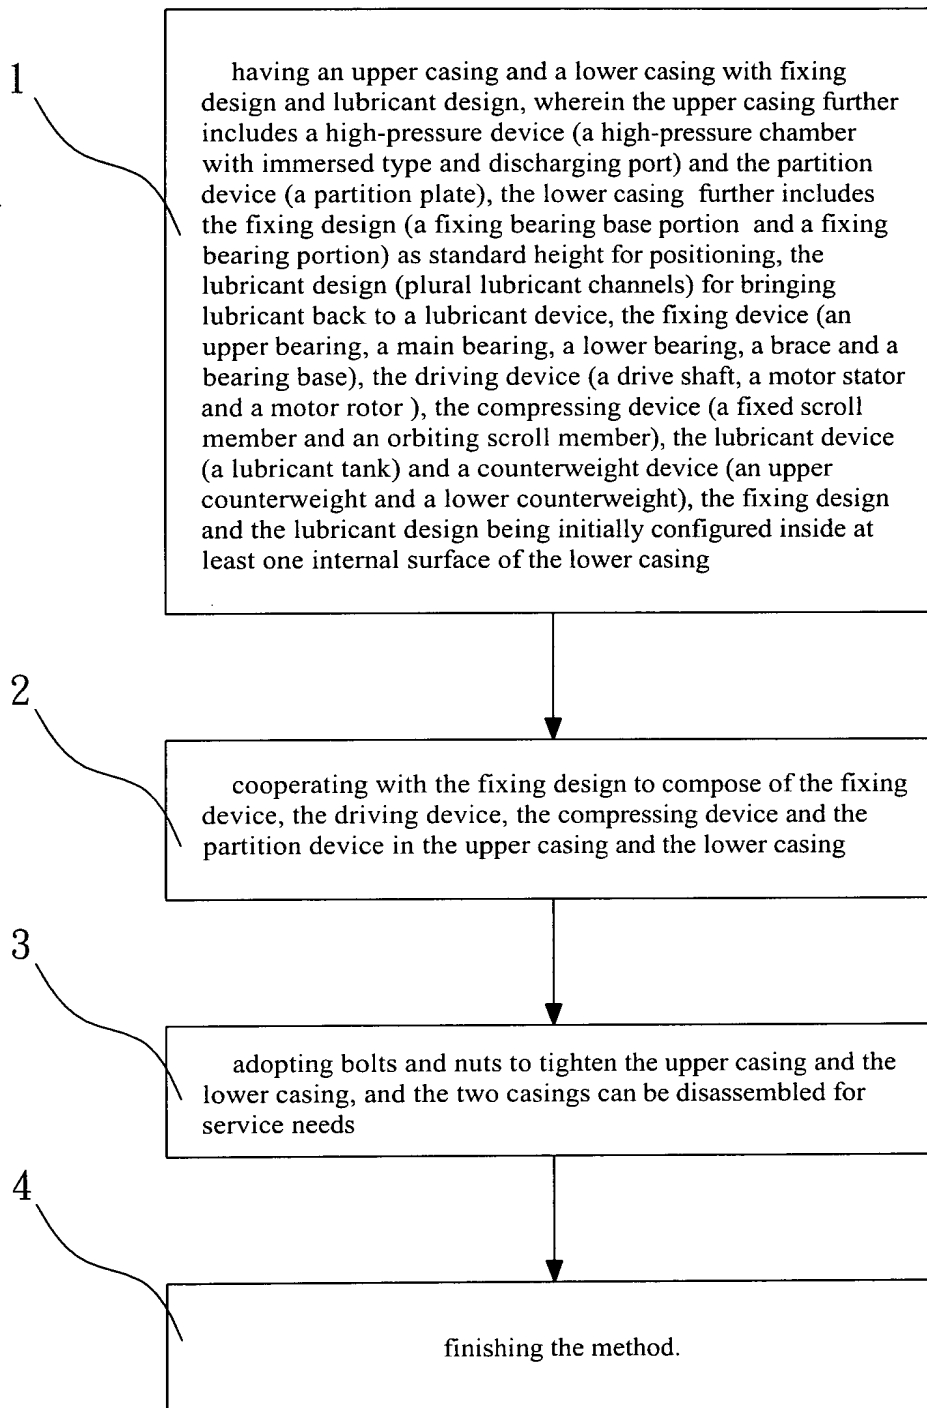 1
having an upper casing and a lower casing with fixing
design and lubricant design, wherein the upper casing further
includes a high-pressure device (a high-pressure chamber
with immersed type and discharging port) and the partition
device (a partition plate), the lower casing further includes
the fixing design (a fixing bearing base portion and a fixing
bearing portion) as standard height for positioning, the
lubricant design (plural lubricant channels) for bringing
lubricant back to a lubricant device, the fixing device (an
upper bearing, a main bearing, a lower bearing, a brace and a
bearing base), the driving device (a drive shaft, a motor stator
and a motor rotor ), the compressing device (a fixed scroll
member and an orbiting scroll member), the lubricant device
(a lubricant tank) and a counterweight device (an upper
counterweight and a lower counterweight), the fixing design
and the lubricant design being initially configured inside at
least one internal surface of the lower casing
2
cooperating with the fixing design to compose of the fixing
device, the driving device, the compressing device and the
partition device in the upper casing and the lower casing
3
adopting bolts and nuts to tighten the upper casing and the
lower casing, and the two casings can be disassembled for
service needs
4
finishing the method.